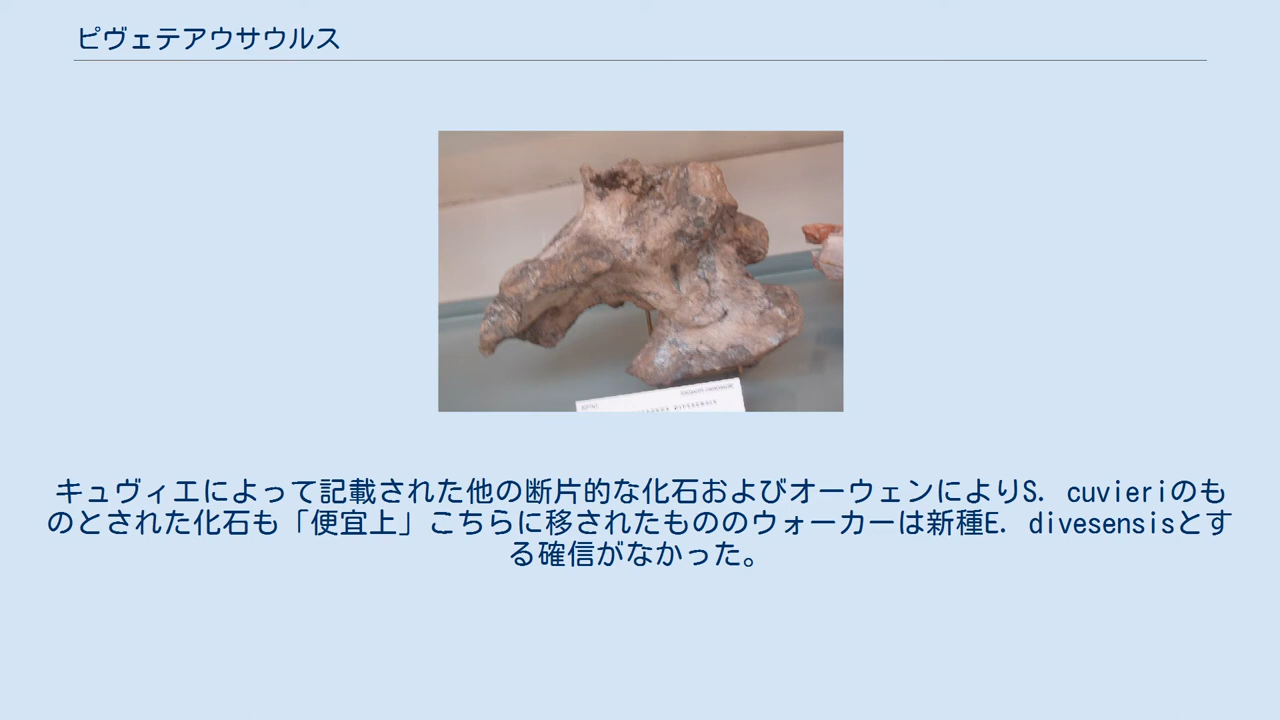 ピヴェテアウサウルス
DIVESENSIS
キュヴィエによって記載された他の断片的な化石およびオーウェンによりS. cuvieriのも
のとされた化石も「便宜上」こちらに移されたもののウォーカーは新種E. divesensisとす
る確信がなかった。